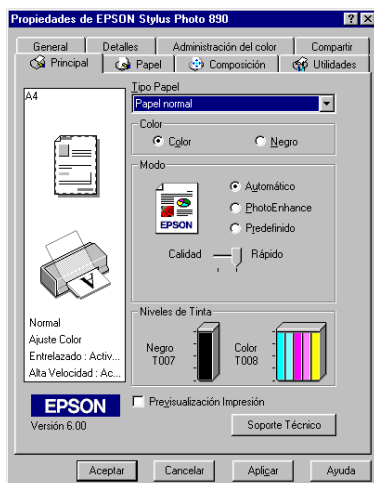 Propiedades de EPSON Stylus Photo 890
General Detalles Administración del color Compartir
Principal Papel Composición Utilidades
A4
Tipo Papel
Papel normal
Color
Color Negro
Modo
Automático
PhotoEnhance
Predefinido
EPSON
Calidad Rápido
Niveles de Tinta
Negro
T007
Color
T008
Normal
Ajuste Color
Entrelazado : Activ...
Alta Velocidad : Ac...
EPSON
Versión 6.00
Previsualización Impresión
Soporte Técnico
Aceptar Cancelar Aplicar Ayuda